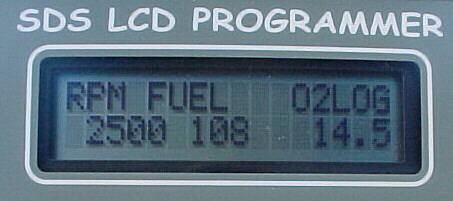 SDS LCD PROGRAMMER
RPM FUEL O2LOG
2500 108 14.5